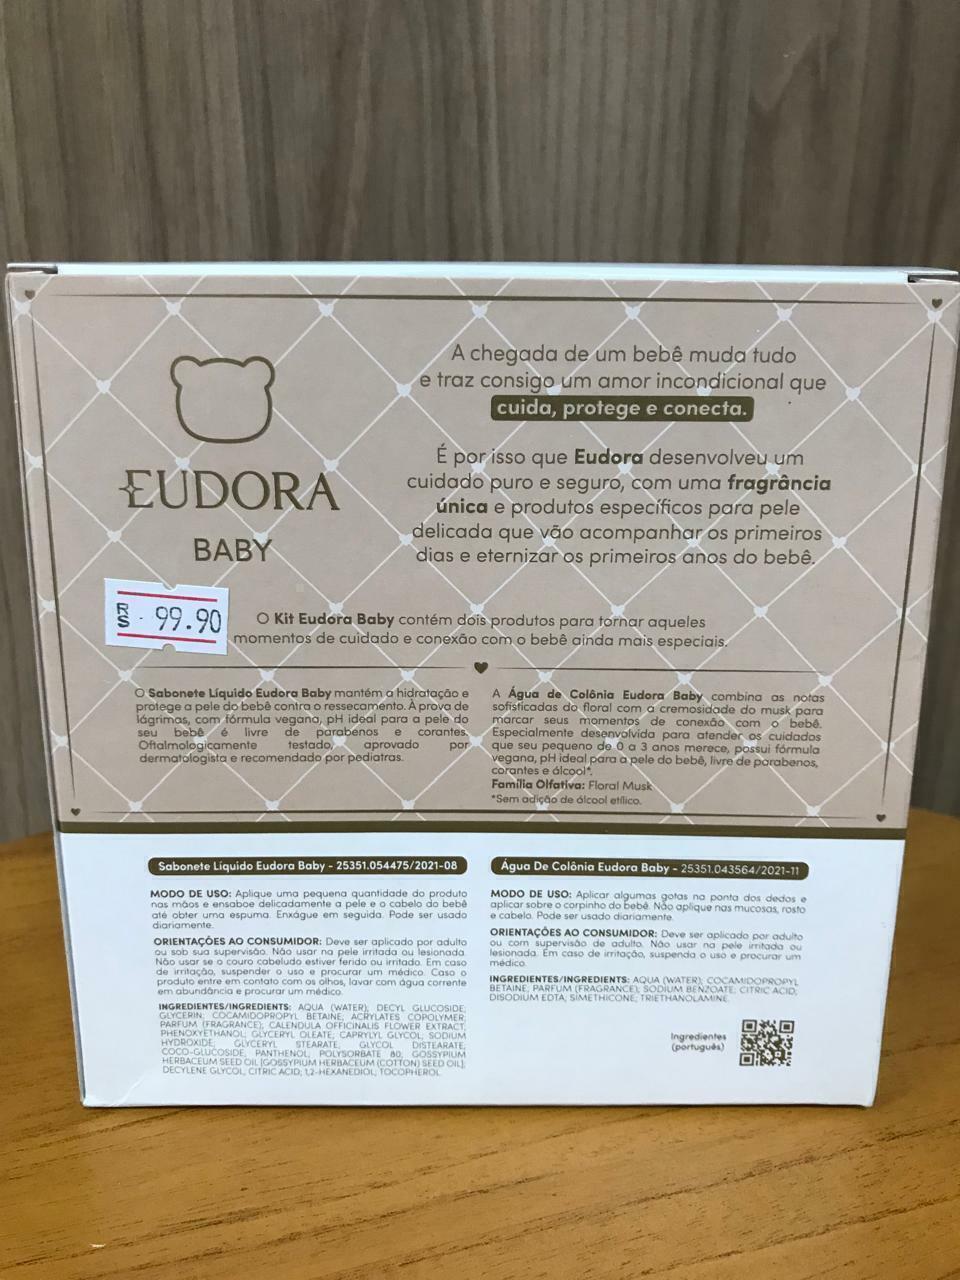 A chegada de um bebê muda tudo
e traz consigo um amor incondicional que
cuida, protege e conecta.
É por isso que Eudora desenvolveu um
cuidado puro e seguro, com uma fragrância
única e produtos específicos para pele
delicada que vão acompanhar os primeiros
dias e eternizar os primeiros anos do bebê.
EUDORA
BABY
R$ 99.90
O Kit Eudora Baby contém dois produtos para tornar aqueles
momentos de cuidado e conexão com o bebê ainda mais especiais.
O Sabonete Líquido Eudora Baby mantém a hidratação e
protege a pele do bebê contra o ressecamento. À prova de
lágrimas, com fórmula vegana, pH ideal para a pele do
seu bebê é livre de parabenos e corantes.
Oftalmologicamente testado, aprovado por
dermatologista e recomendado por pediatras.
A Água de Colônia Eudora Baby combina as notas
sofisticadas do floral com a cremosidade do musk para
marcar seus momentos de conexão com o bebê.
Especialmente desenvolvida para atender os cuidados
que seu pequeno de 0 a 3 anos merece, possui fórmula
vegana, pH ideal para a pele do bebê, livre de parabenos,
corantes e álcool*.
Família Olfativa: Floral Musk
*Sem adição de álcool etílico.
Sabonete Líquido Eudora Baby - 25351.054475/2021-08
MODO DE USO: Aplique uma pequena quantidade do produto
nas mãos e ensaboe delicadamente a pele e o cabelo do bebê
até obter uma espuma. Enxágue em seguida. Pode ser usado
diariamente.
ORIENTAÇÕES AO CONSUMIDOR: Deve ser aplicado por adulto
ou sob sua supervisão. Não usar na pele irritada ou lesionada.
Não usar se o couro cabeludo estiver ferido ou irritado. Em caso
de irritação, suspender o uso e procurar um médico. Caso o
produto entre em contato com os olhos, lavar com água corrente
em abundância e procurar um médico.
INGREDIENTES/INGREDIENTS: AQUA (WATER); DECYL GLUCOSIDE;
GLYCERIN; COCAMIDOPROPYL BETAINE; ACRYLATES COPOLYMER;
PARFUM (FRAGRANCE); CALENDULA OFFICINALIS FLOWER EXTRACT;
PHENOXYETHANOL; GLYCERYL OLEATE; CAPRYLYL GLYCOL; SODIUM
HYDROXIDE; GLYCERYL STEARATE; GLYCOL DISTEARATE;
COCO-GLUCOSIDE; PANTHENOL; POLYSORBATE 80; GOSSYPIUM
HERBACEUM SEED OIL [GOSSYPIUM HERBACEUM (COTTON) SEED OIL];
DECYLENE GLYCOL; CITRIC ACID; 1,2-HEXANEDIOL; TOCOPHEROL.
Água De Colônia Eudora Baby - 25351.043564/2021-11
MODO DE USO: Aplicar algumas gotas na ponta dos dedos e
aplicar sobre o corpinho do bebê. Não aplique nas mucosas, rosto
e cabelo. Pode ser usado diariamente.
ORIENTAÇÕES AO CONSUMIDOR: Deve ser aplicado por adulto
ou com supervisão de adulto. Não usar na pele irritada ou
lesionada. Em caso de irritação, suspenda o uso e procurar um
médico.
INGREDIENTES/INGREDIENTS: AQUA (WATER); COCAMIDOPROPYL
BETAINE; PARFUM (FRAGRANCE); SODIUM BENZOATE; CITRIC ACID;
DISODIUM EDTA; SIMETHICONE; TRIETHANOLAMINE.
Ingredientes
(português)